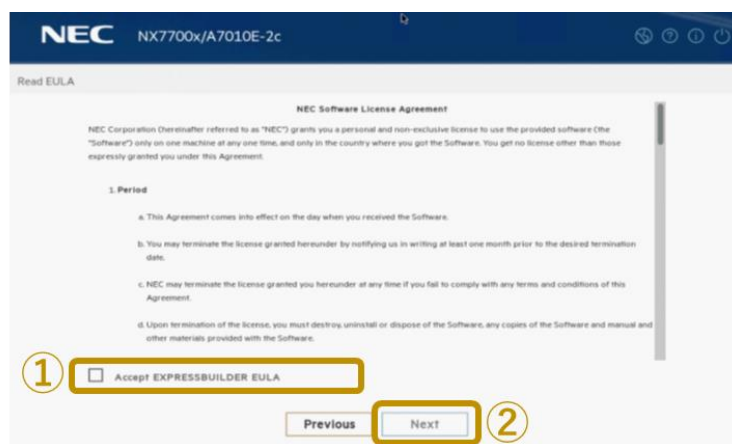 NEC NX7700x/A7010E-2c
Read EULA
NEC Software License Agreement
NEC Corporation (hereinafter referred to as "NEC") grants you a personal and non-exclusive license to use the provided software (the
"Software") only on one machine at any one time, and only in the country where you got the Software. You get no license other than those
expressly granted you under this Agreement.
1. Period
a. This Agreement comes into effect on the day when you received the Software.
b. You may terminate the license granted hereunder by notifying us in writing at least one month prior to the desired termination
date.
c. NEC may terminate the license granted you hereunder at any time if you fail to comply with any terms and conditions of this
Agreement.
d. Upon termination of the license, you must destroy, uninstall or dispose of the Software, any copies of the Software and manual and
other materials provided with the Software.
① Accept EXPRESSBUILDER EULA
Previous Next ②